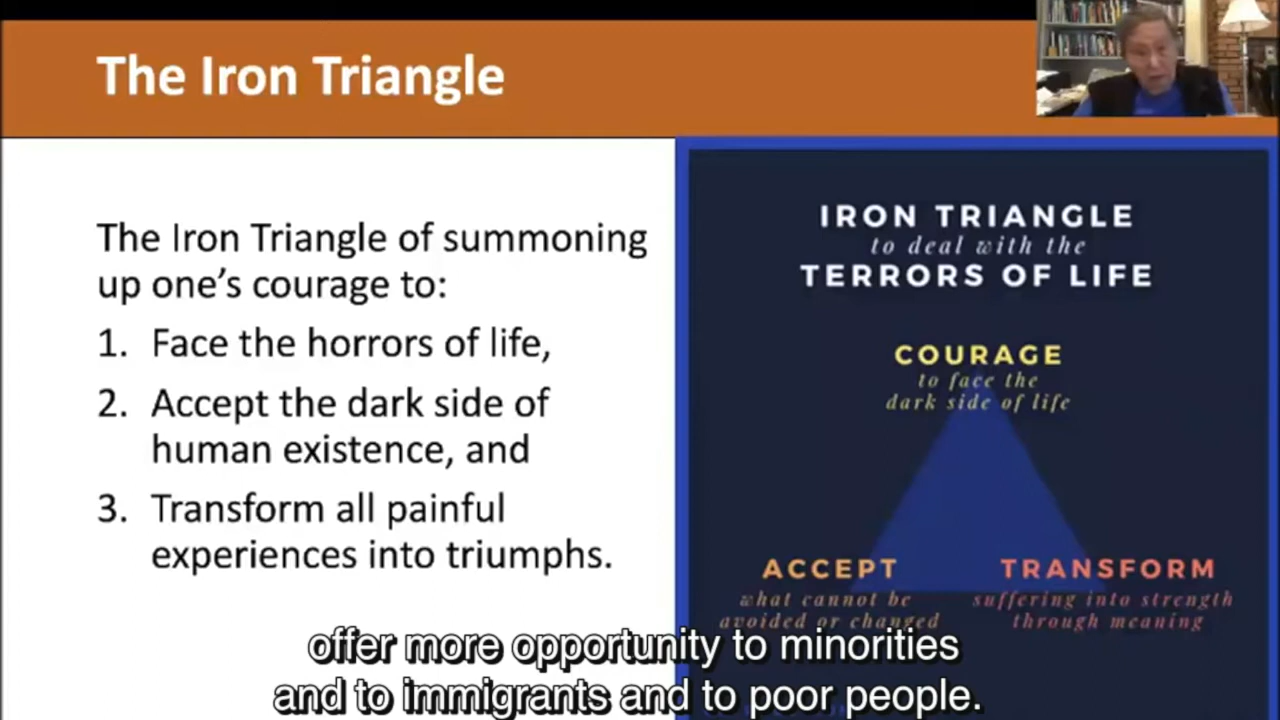 The Iron Triangle
The Iron Triangle of summoning
up one's courage to:
1. Face the horrors of life,
2. Accept the dark side of
human existence, and
3. Transform all painful
experiences into triumphs.
IRON TRIANGLE
to deal with the
TERRORS OF LIFE
COURAGE
to face the
dark side of life
ACCEPT
what cannot be
avoided or changed
TRANSFORM
suffering into strength
through meaning
offer more opportunity to minorities
and to immigrants and to poor people.